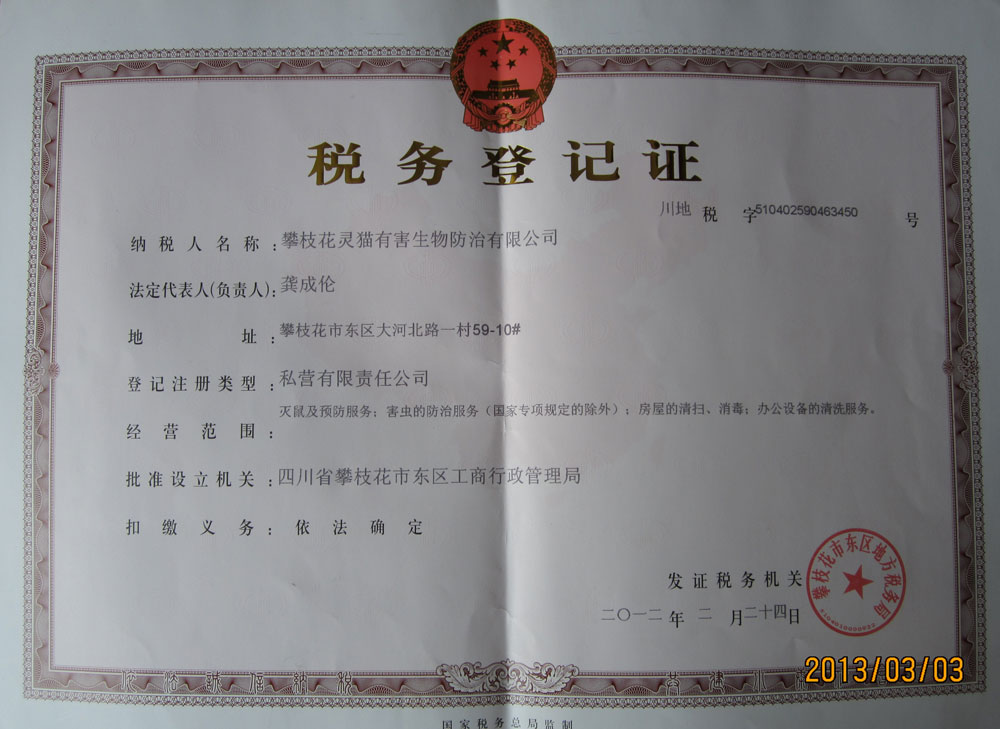 税务登记证
川地 税 字510402590463450 号
纳税人名称：攀枝花灵猫有害生物防治有限公司
法定代表人(负责人)：龚成伦
地 址：攀枝花市东区大河北路一村59-10#
登记注册类型：私营有限责任公司
灭鼠及预防服务；害虫的防治服务（国家专项规定的除外）；房屋的清扫、消毒；办公设备的清洗服务。
经营范围：
批准设立机关：四川省攀枝花市东区工商行政管理局
扣缴义务：依法确定
发证税务机关
攀枝花市东区地方税务局
二〇一二年 二 月二十四日
2013/03/03
国家税务总局监制